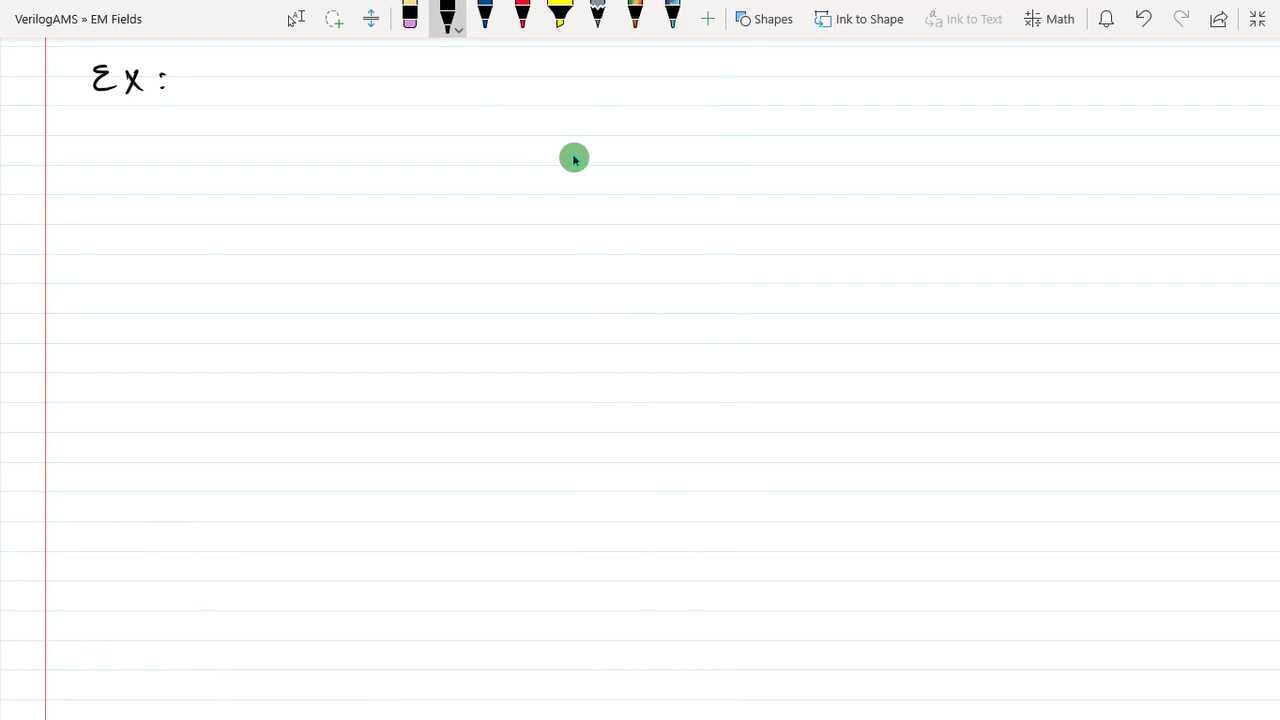 VerilogAMS » EM Fields
Shapes
Ink to Shape
Ink to Text
Math
Ex :